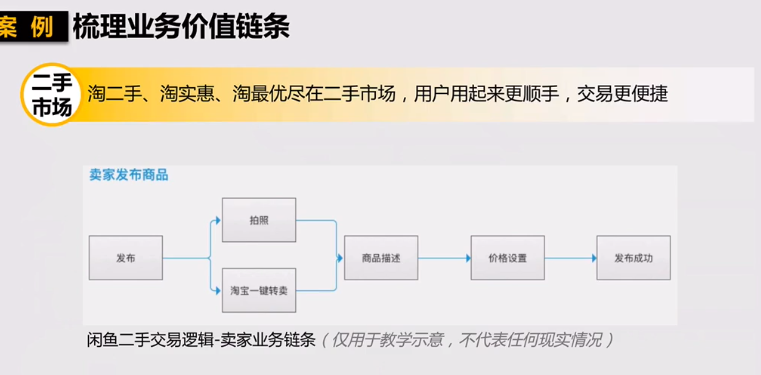 案 例 梳理业务价值链条
二手
市场
淘二手、淘实惠、淘最优尽在二手市场，用户用起来更顺手，交易更便捷
卖家发布商品
发布
拍照
淘宝一键转卖
商品描述
价格设置
发布成功
闲鱼二手交易逻辑-卖家业务链条（仅用于教学示意，不代表任何现实情况）